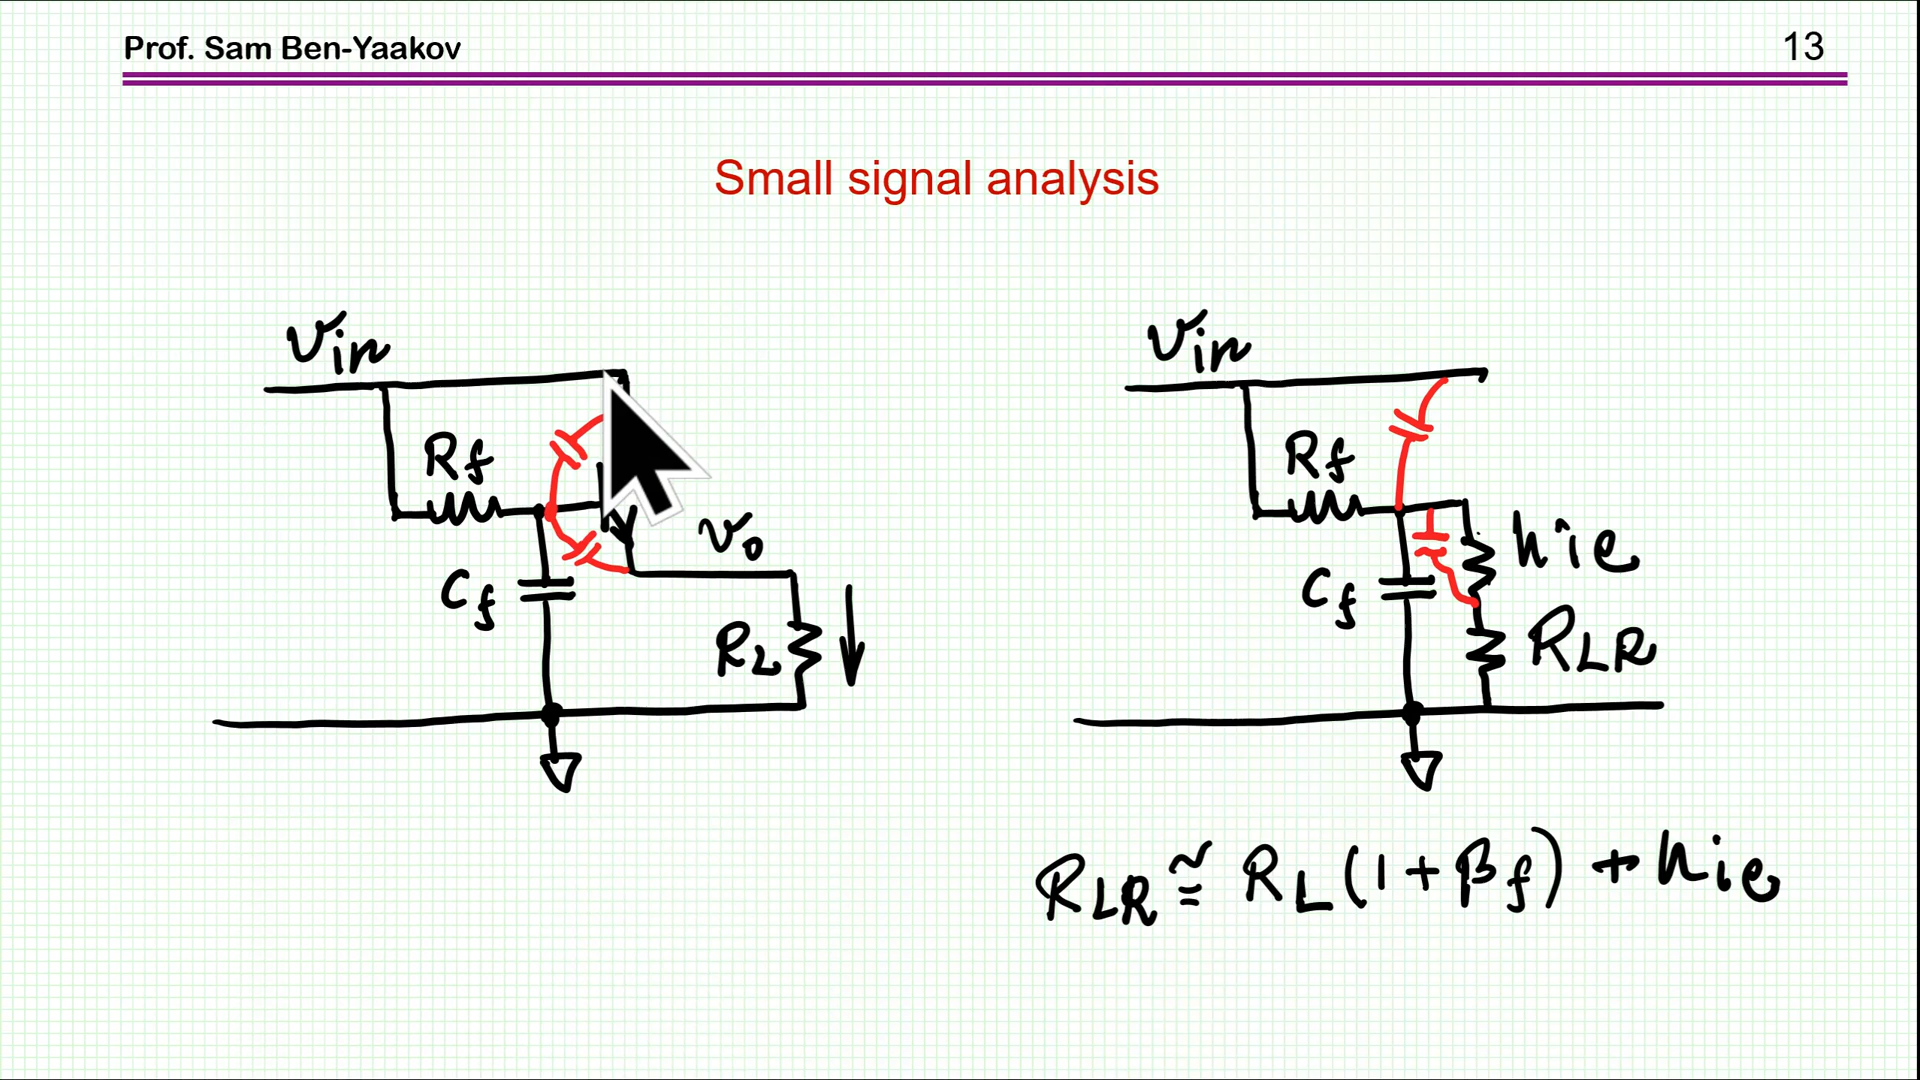 Prof. Sam Ben-Yaakov
13
Small signal analysis
Vin
Rf
Cf
vo
RL
Vin
Rf
Cf
hie
RLR
RLR ≅ RL(1+βf) + hie